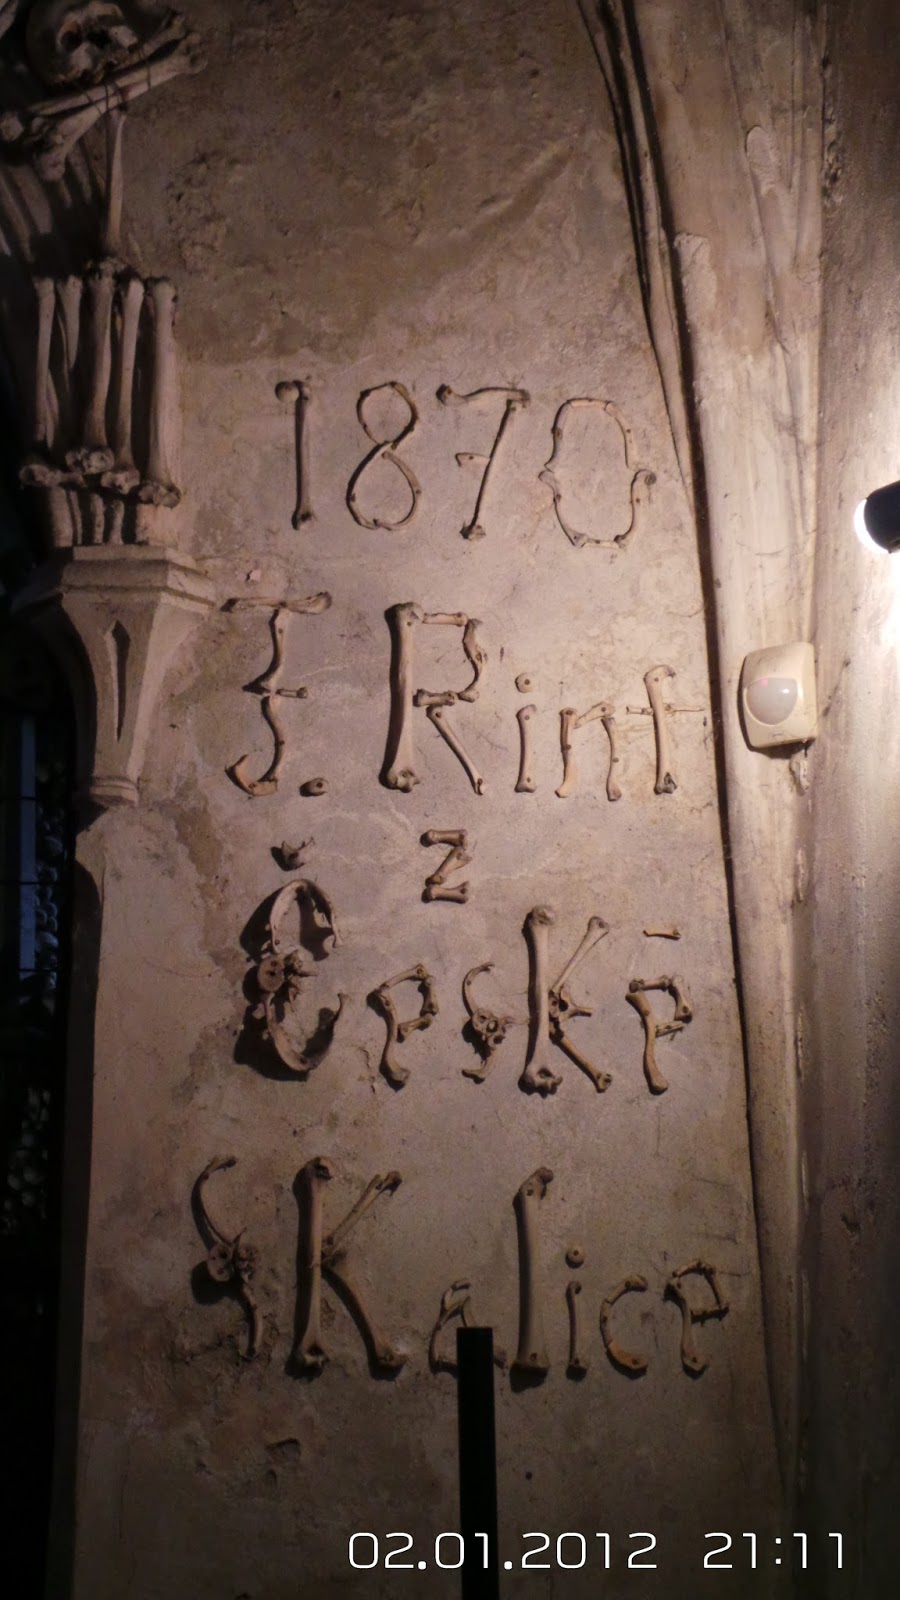 1870
F. Rint
z
České
Skalice
02.01.2012 21:11